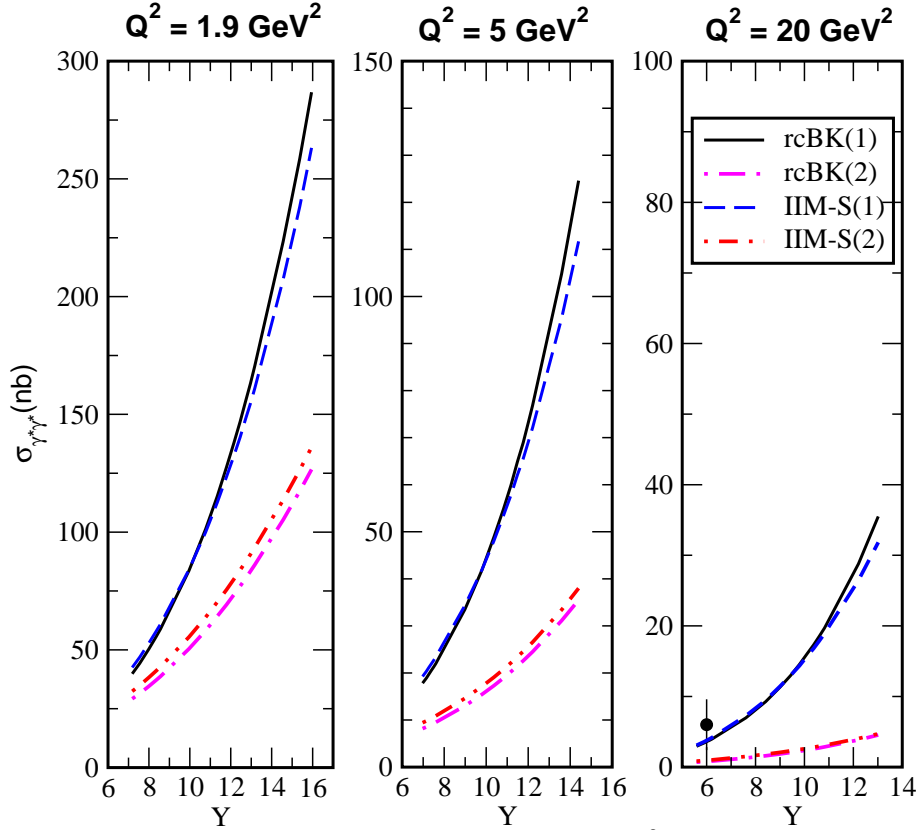 Q² = 1.9 GeV²
Q² = 5 GeV²
Q² = 20 GeV²
σγ*γ*(nb)
300
250
200
150
100
50
0
6 8 10 12 14 16
Y
150
100
50
0
6 8 10 12 14 16
Y
100
80
60
40
20
0
6 8 10 12 14
Y
rcBK(1)
rcBK(2)
IIM-S(1)
IIM-S(2)